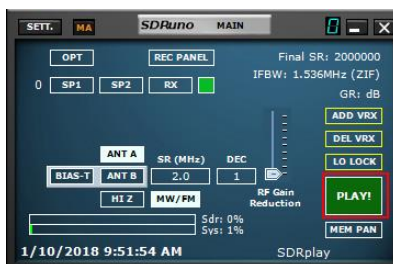 SETT. MA SDRuno MAIN
OPT REC PANEL Final SR: 2000000
IFBW: 1.536MHz (ZIF)
0 SP1 SP2 RX GR: dB
ADD VRX
DEL VRX
ANT A SR (MHz) DEC LO LOCK
BIAS-T ANT B 2.0 1
HI Z MW/FM RF Gain Reduction PLAY!
Sdr: 0%
Sys: 1% MEM PAN
1/10/2018 9:51:54 AM SDRplay